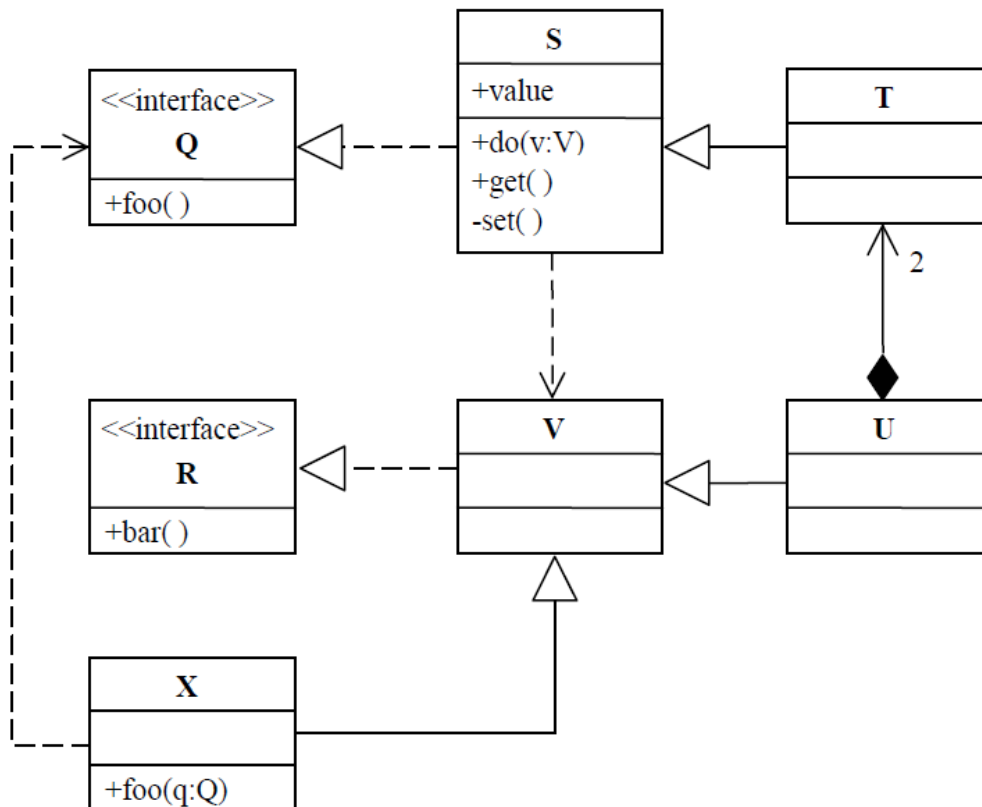 S
+value
+do(v:V)
+get( )
-set( )
<<interface>>
Q
+foo( )
T
2
<<interface>>
R
+bar( )
V
U
X
+foo(q:Q)